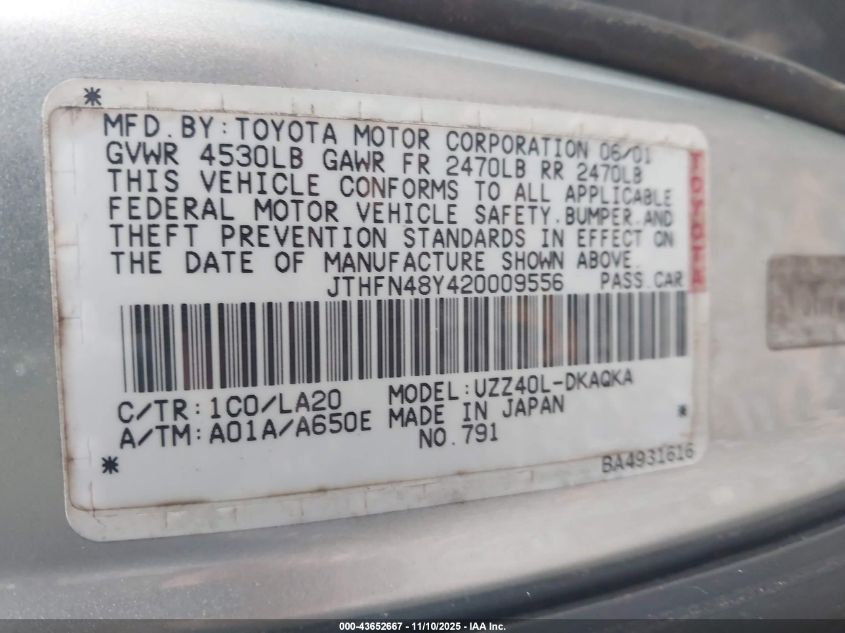 MFD. BY: TOYOTA MOTOR CORPORATION 06/01
GVWR 4530LB GAWR FR 2470LB RR 2470LB
THIS VEHICLE CONFORMS TO ALL APPLICABLE
FEDERAL MOTOR VEHICLE SAFETY, BUMPER, AND
THEFT PREVENTION STANDARDS IN EFFECT ON
THE DATE OF MANUFACTURE SHOWN ABOVE.
JTHFN48Y420009556 PASS. CAR
C/TR: 1C0/LA20 MODEL: UZZ40L-DKAQKA
A/TM: A01A/A650E MADE IN JAPAN
NO. 791
BA4931616
000-43652667 - 11/10/2025 - IAA Inc.